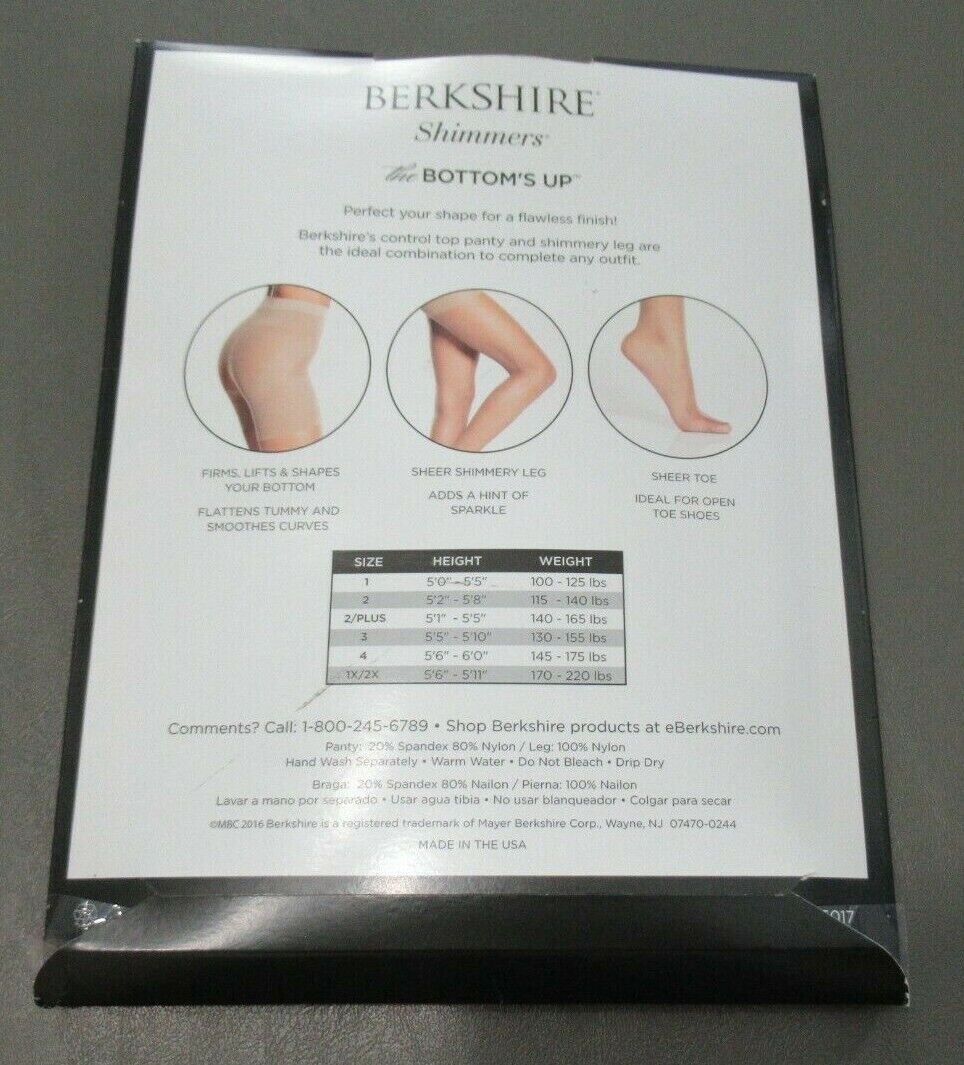 BERKSHIRE®
Shimmers®
the BOTTOM'S UP™
Perfect your shape for a flawless finish!
Berkshire's control top panty and shimmery leg are
the ideal combination to complete any outfit.
FIRMS, LIFTS & SHAPES
YOUR BOTTOM
FLATTENS TUMMY AND
SMOOTHES CURVES
SHEER SHIMMERY LEG
ADDS A HINT OF
SPARKLE
SHEER TOE
IDEAL FOR OPEN
TOE SHOES
SIZE HEIGHT WEIGHT
1 5'0" - 5'5" 100 - 125 lbs
2 5'2" - 5'8" 115 - 140 lbs
2/PLUS 5'1" - 5'5" 140 - 165 lbs
3 5'5" - 5'10" 130 - 155 lbs
4 5'6" - 6'0" 145 - 175 lbs
1X/2X 5'6" - 5'11" 170 - 220 lbs
Comments? Call: 1-800-245-6789 • Shop Berkshire products at eBerkshire.com
Panty: 20% Spandex 80% Nylon / Leg: 100% Nylon
Hand Wash Separately • Warm Water • Do Not Bleach • Drip Dry
Braga: 20% Spandex 80% Nailon / Pierna: 100% Nailon
Lavar a mano por separado • Usar agua tibia • No usar blanqueador • Colgar para secar
©MBC 2016 Berkshire is a registered trademark of Mayer Berkshire Corp., Wayne, NJ 07470-0244
MADE IN THE USA